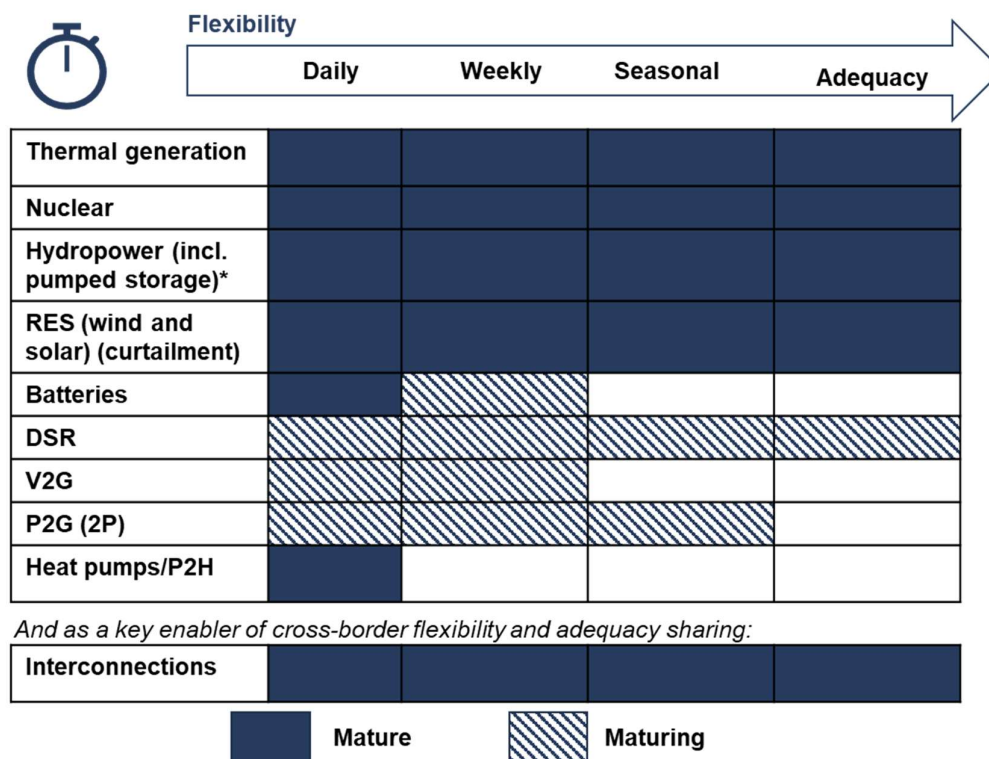 Flexibility
Daily Weekly Seasonal Adequacy
Thermal generation
Nuclear
Hydropower (incl.
pumped storage)*
RES (wind and
solar) (curtailment)
Batteries
DSR
V2G
P2G (2P)
Heat pumps/P2H
And as a key enabler of cross-border flexibility and adequacy sharing:
Interconnections
Mature Maturing